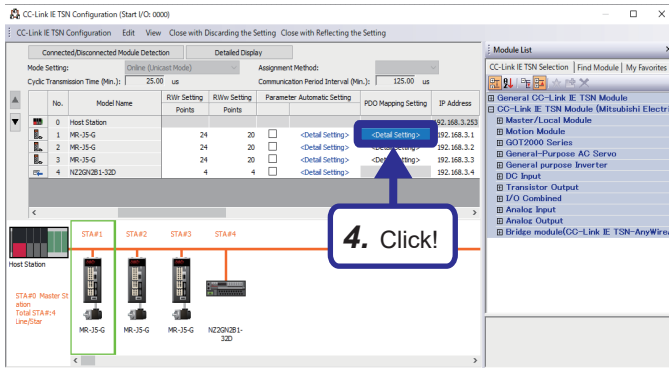 CC-Link IE TSN Configuration (Start I/O: 0000)
CC-Link IE TSN Configuration Edit View Close with Discarding the Setting Close with Reflecting the Setting
Connected/Disconnected Module Detection Detailed Display
Mode Setting: Online (Unicast Mode) Assignment Method:
Cyclic Transmission Time (Min.): 25.00 us Communication Period Interval (Min.): 125.00 us
No. Model Name RWr Setting RWw Setting Parameter Automatic Setting PDO Mapping Setting IP Address
Points Points
0 Host Station 192.168.3.253
1 MR-J5-G 24 20 <Detail Setting> <Detail Setting> 192.168.3.1
2 MR-J5-G 24 20 <Detail Setting> 192.168.3.2
3 MR-J5-G 24 20 <Detail Setting> 192.168.3.3
4 NZ2GN2B1-32D 4 4 <Detail Setting> 192.168.3.4
4. Click!
STA#1 STA#2 STA#3 STA#4
Host Station
STA#0 Master St
ation
Total STA#:4
Line/Star
MR-J5-G MR-J5-G MR-J5-G NZ2GN2B1-
32D
Module List
CC-Link IE TSN Selection Find Module My Favorites
General CC-Link IE TSN Module
CC-Link IE TSN Module (Mitsubishi Electri
Master/Local Module
Motion Module
GOT2000 Series
General-Purpose AC Servo
General purpose Inverter
DC Input
Transistor Output
I/O Combined
Analog Input
Analog Output
Bridge module(CC-Link IE TSN-AnyWire